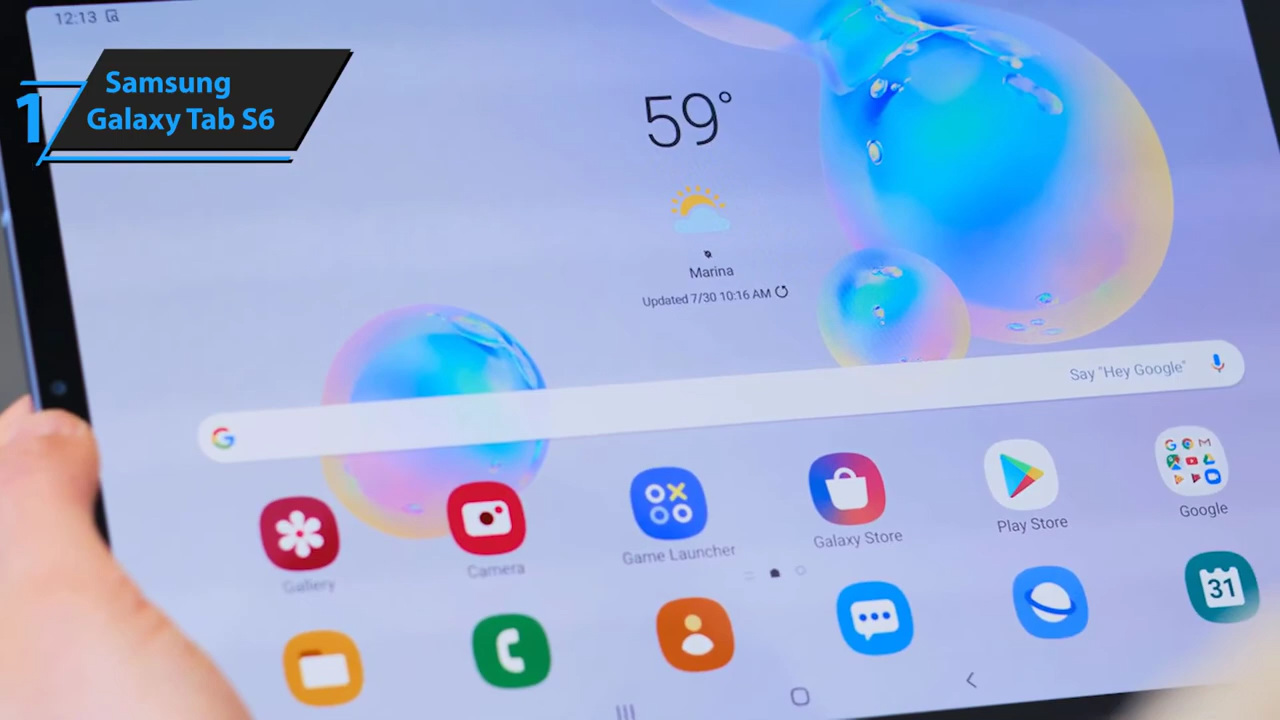 12:13
1
Samsung
Galaxy Tab S6
59°
Marina
Updated 7/30 10:16 AM
G
Say "Hey Google"
Gallery
Camera
Game Launcher
Galaxy Store
Play Store
Google
31